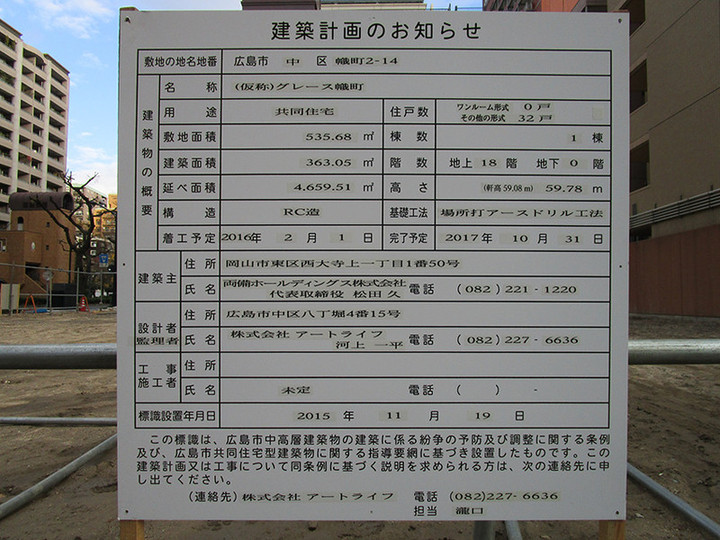 建築計画のお知らせ
敷地の地名地番 広島市 中 区 幟町2-14
建築物の概要
名称 (仮称)グレース幟町
用途 共同住宅 住戸数 ワンルーム形式 0戸
その他の形式 32戸
敷地面積 535.68 ㎡ 棟数 1 棟
建築面積 363.05 ㎡ 階数 地上 18 階 地下 0 階
延べ面積 4,659.51 ㎡ 高さ (軒高 59.08 m) 59.78 m
構造 RC造 基礎工法 場所打アースドリル工法
着工予定 2016年 2 月 1 日 完了予定 2017年 10 月 31 日
建築主 住所 岡山市東区西大寺上一丁目1番50号
氏名 両備ホールディングス株式会社 電話 (082) 221-1220
代表取締役 松田 久
設計者 住所 広島市中区八丁堀4番15号
監理者 氏名 株式会社 アートライフ 電話 (082) 227-6636
河上 一平
工事 住所
施工者 氏名 未定 電話 ( ) -
標識設置年月日 2015 年 11 月 19 日
この標識は、広島市中高層建築物の建築に係る紛争の予防及び調整に関する条例
及び、広島市共同住宅型建築物に関する指導要綱に基づき設置したものです。この
建築計画又は工事について同条例に基づく説明を求められる方は、次の連絡先に申
し出てください。
(連絡先) 株式会社 アートライフ 電話 (082)227-6636
担当 瀧口